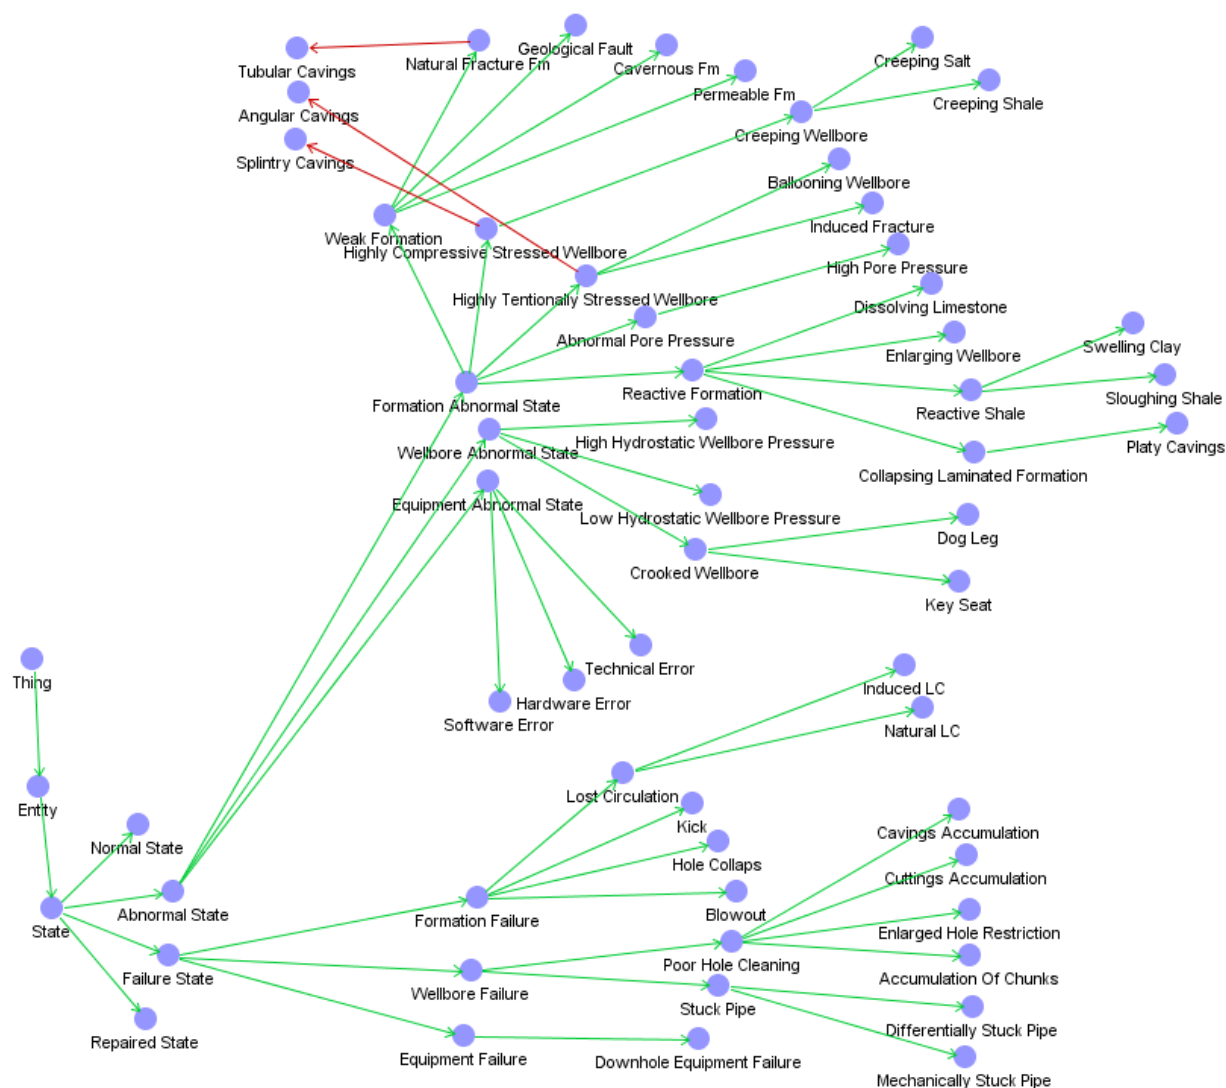 Geological Fault
Tubular Cavings
Natural Fracture Fm
Cavernous Fm
Creeping Salt
Permeable Fm
Creeping Shale
Angular Cavings
Creeping Wellbore
Splintry Cavings
Ballooning Wellbore
Induced Fracture
Weak Formation
Highly Compressive Stressed Wellbore
High Pore Pressure
Highly Tentionally Stressed Wellbore
Dissolving Limestone
Abnormal Pore Pressure
Enlarging Wellbore
Swelling Clay
Formation Abnormal State
Reactive Formation
Reactive Shale
Sloughing Shale
Wellbore Abnormal State
High Hydrostatic Wellbore Pressure
Platy Cavings
Collapsing Laminated Formation
Equipment Abnormal State
Low Hydrostatic Wellbore Pressure
Dog Leg
Crooked Wellbore
Key Seat
Technical Error
Thing
Hardware Error
Software Error
Induced LC
Natural LC
Entity
Lost Circulation
Kick
Normal State
Cavings Accumulation
Hole Collaps
Cuttings Accumulation
State
Abnormal State
Formation Failure
Blowout
Enlarged Hole Restriction
Failure State
Poor Hole Cleaning
Accumulation Of Chunks
Wellbore Failure
Stuck Pipe
Differentially Stuck Pipe
Repaired State
Equipment Failure
Downhole Equipment Failure
Mechanically Stuck Pipe